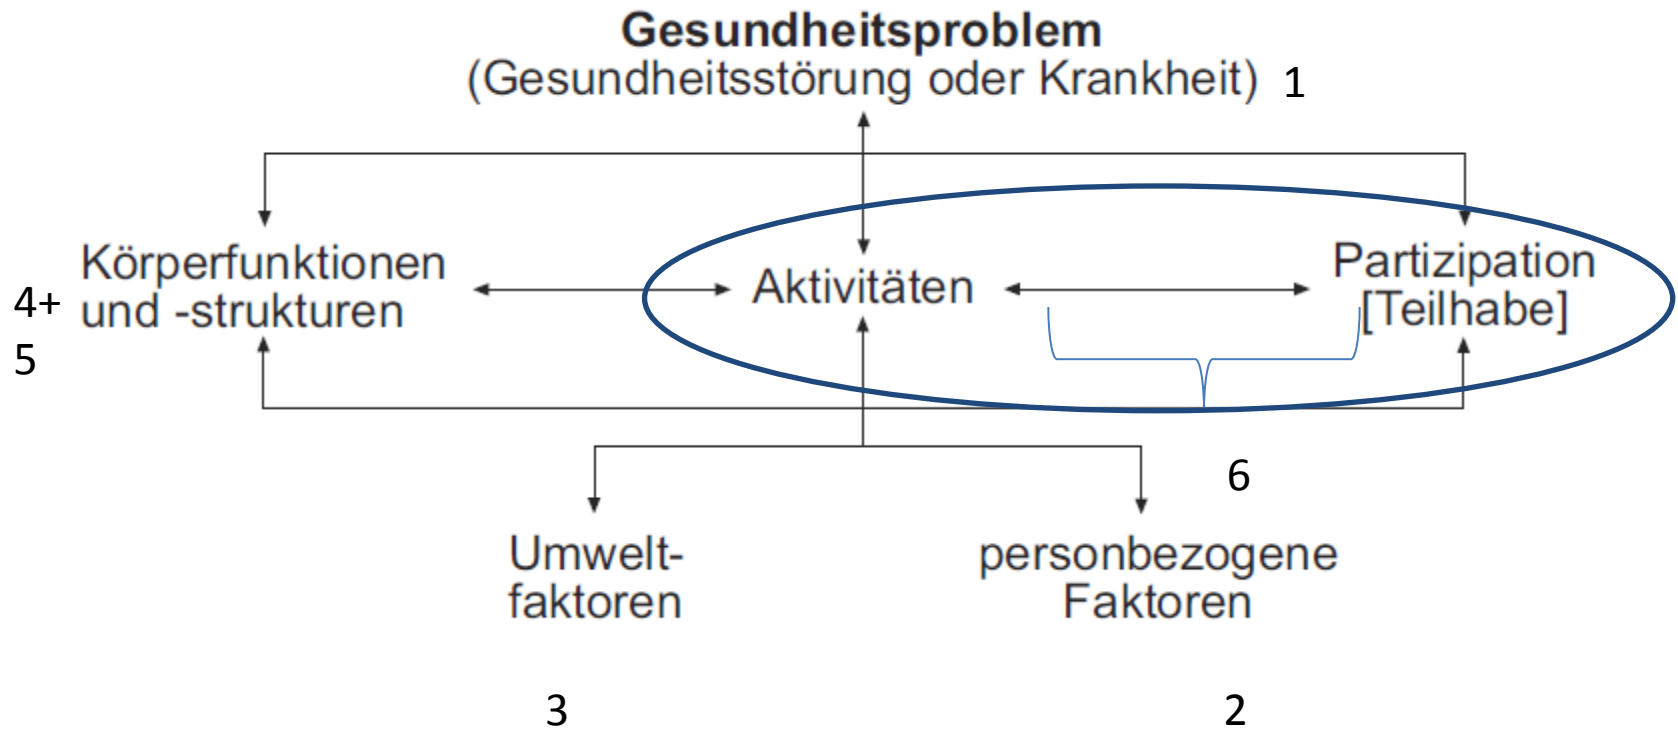 Gesundheitsproblem
(Gesundheitsstörung oder Krankheit) 1
Körperfunktionen
und -strukturen
4+
5
Aktivitäten
Partizipation
[Teilhabe]
6
Umwelt-
faktoren
personbezogene
Faktoren
3
2